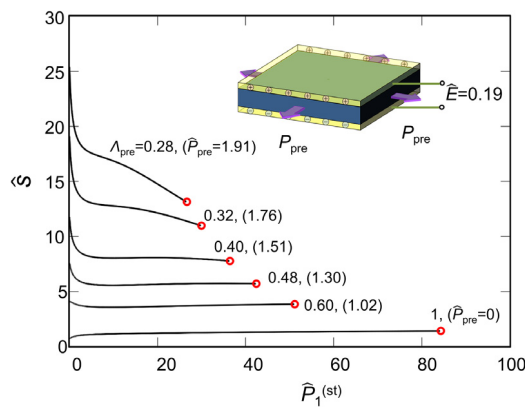 30
25
20
15
10
5
0
Ŝ
Λpre=0.28, (P̂pre=1.91)
0.32, (1.76)
0.40, (1.51)
0.48, (1.30)
0.60, (1.02)
1, (P̂pre=0)
Ê=0.19
Ppre
Ppre
0 20 40 60 80 100
P̂1(st)